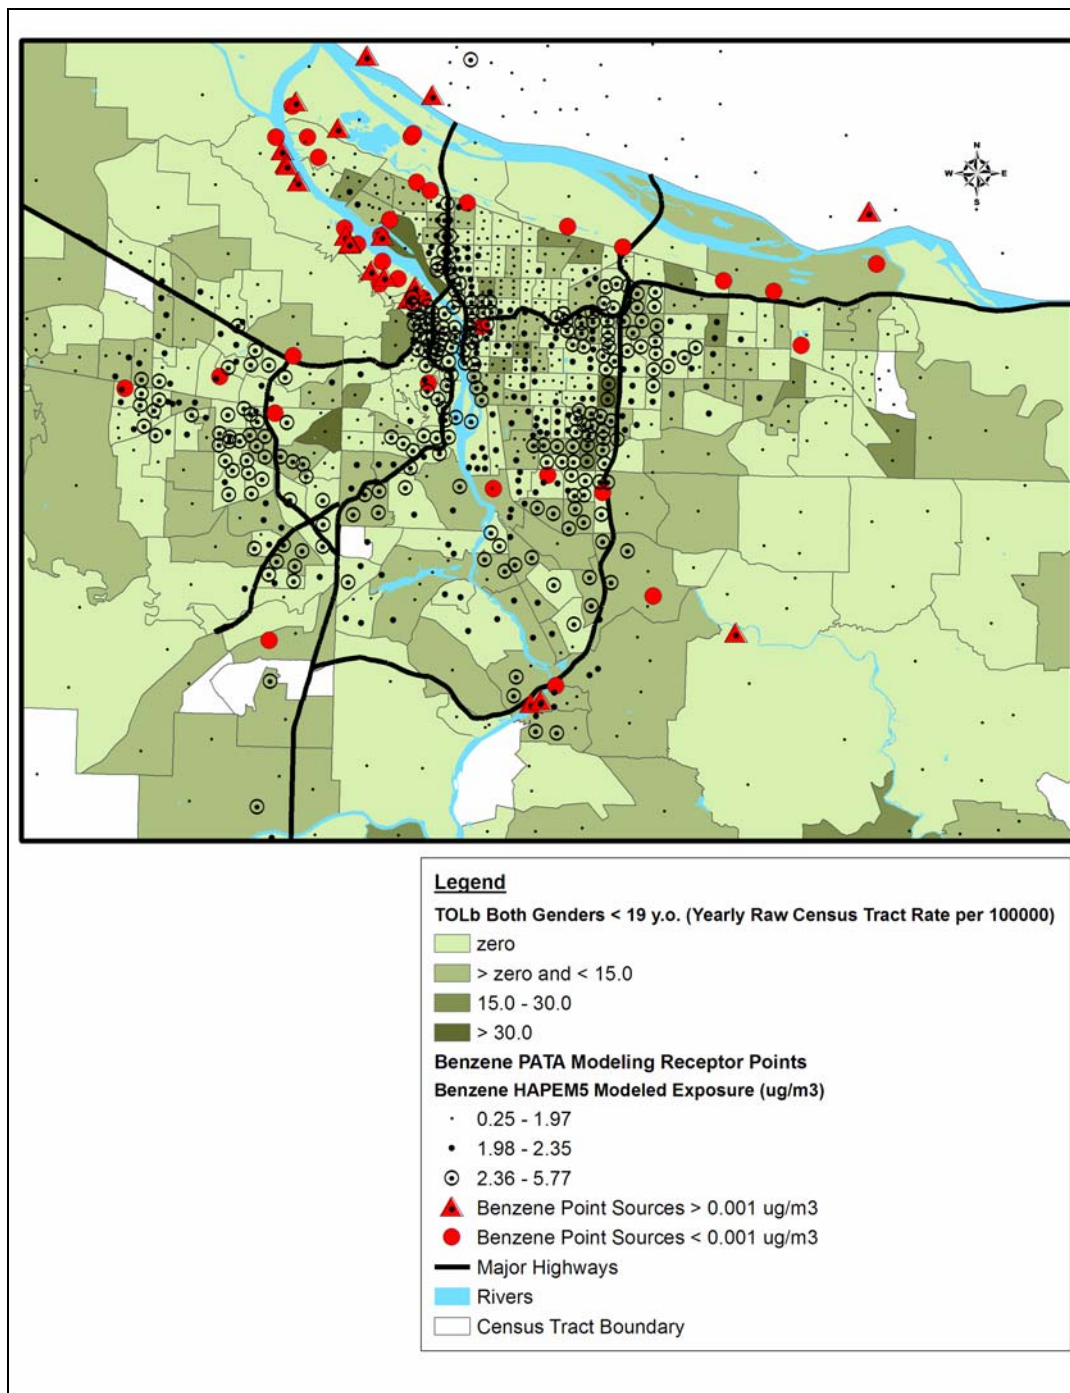 N
W E
S
Legend
TOLb Both Genders < 19 y.o. (Yearly Raw Census Tract Rate per 100000)
zero
> zero and < 15.0
15.0 - 30.0
> 30.0
Benzene PATA Modeling Receptor Points
Benzene HAPEM5 Modeled Exposure (ug/m3)
0.25 - 1.97
1.98 - 2.35
2.36 - 5.77
Benzene Point Sources > 0.001 ug/m3
Benzene Point Sources < 0.001 ug/m3
Major Highways
Rivers
Census Tract Boundary